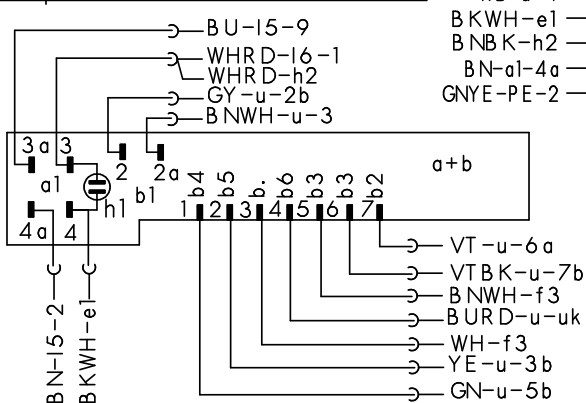 BKWH-e1
BNBK-h2
BN-a1-4a
GNYE-PE-2
BU-15-9
WHRD-16-1
WHRD-h2
GY-u-2b
BNWH-u-3
3a 3
2 2a
a1
h1 b1
4a 4
a+b
b4 b5 b. b6 b3 b3 b2
1 2 3 4 5 6 7
VT-u-6a
VTBK-u-7b
BNWH-f3
BURD-u-uk
WH-f3
YE-u-3b
GN-u-5b
BN-15-2
BKWH-e1